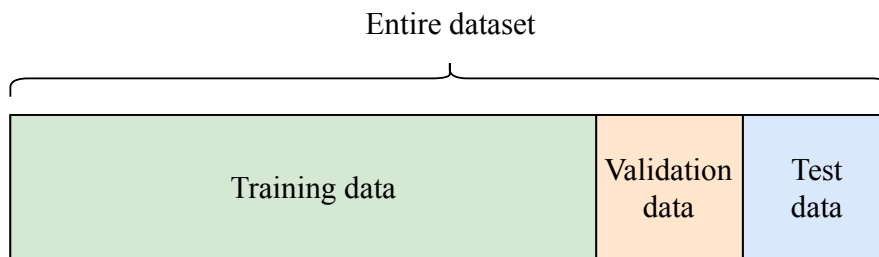 Entire dataset
Training data
Validation
data
Test
data